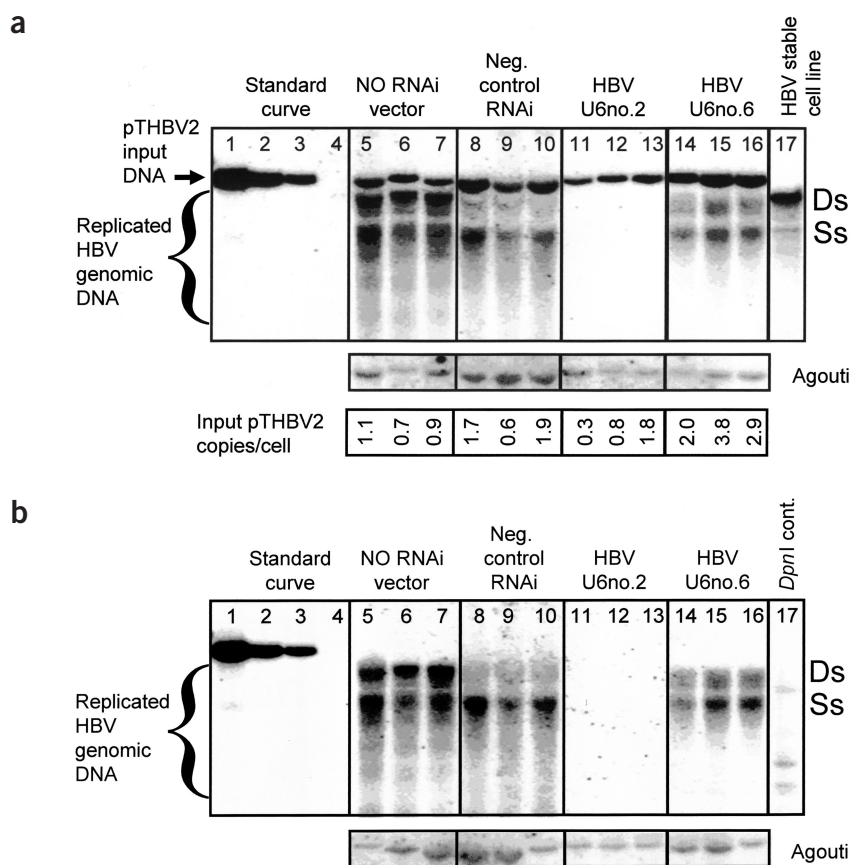 a
Standard curve
NO RNAi vector
Neg. control RNAi
HBV U6no.2
HBV U6no.6
HBV stable cell line
pTHBV2 input DNA
1 2 3 4 5 6 7 8 9 10 11 12 13 14 15 16 17
Ds
Ss
Replicated HBV genomic DNA
Agouti
Input pTHBV2 copies/cell
1.1 0.7 0.9 1.7 0.6 1.9 0.3 0.8 1.8 2.0 3.8 2.9
b
Standard curve
NO RNAi vector
Neg. control RNAi
HBV U6no.2
HBV U6no.6
DpnI cont.
1 2 3 4 5 6 7 8 9 10 11 12 13 14 15 16 17
Ds
Ss
Replicated HBV genomic DNA
Agouti